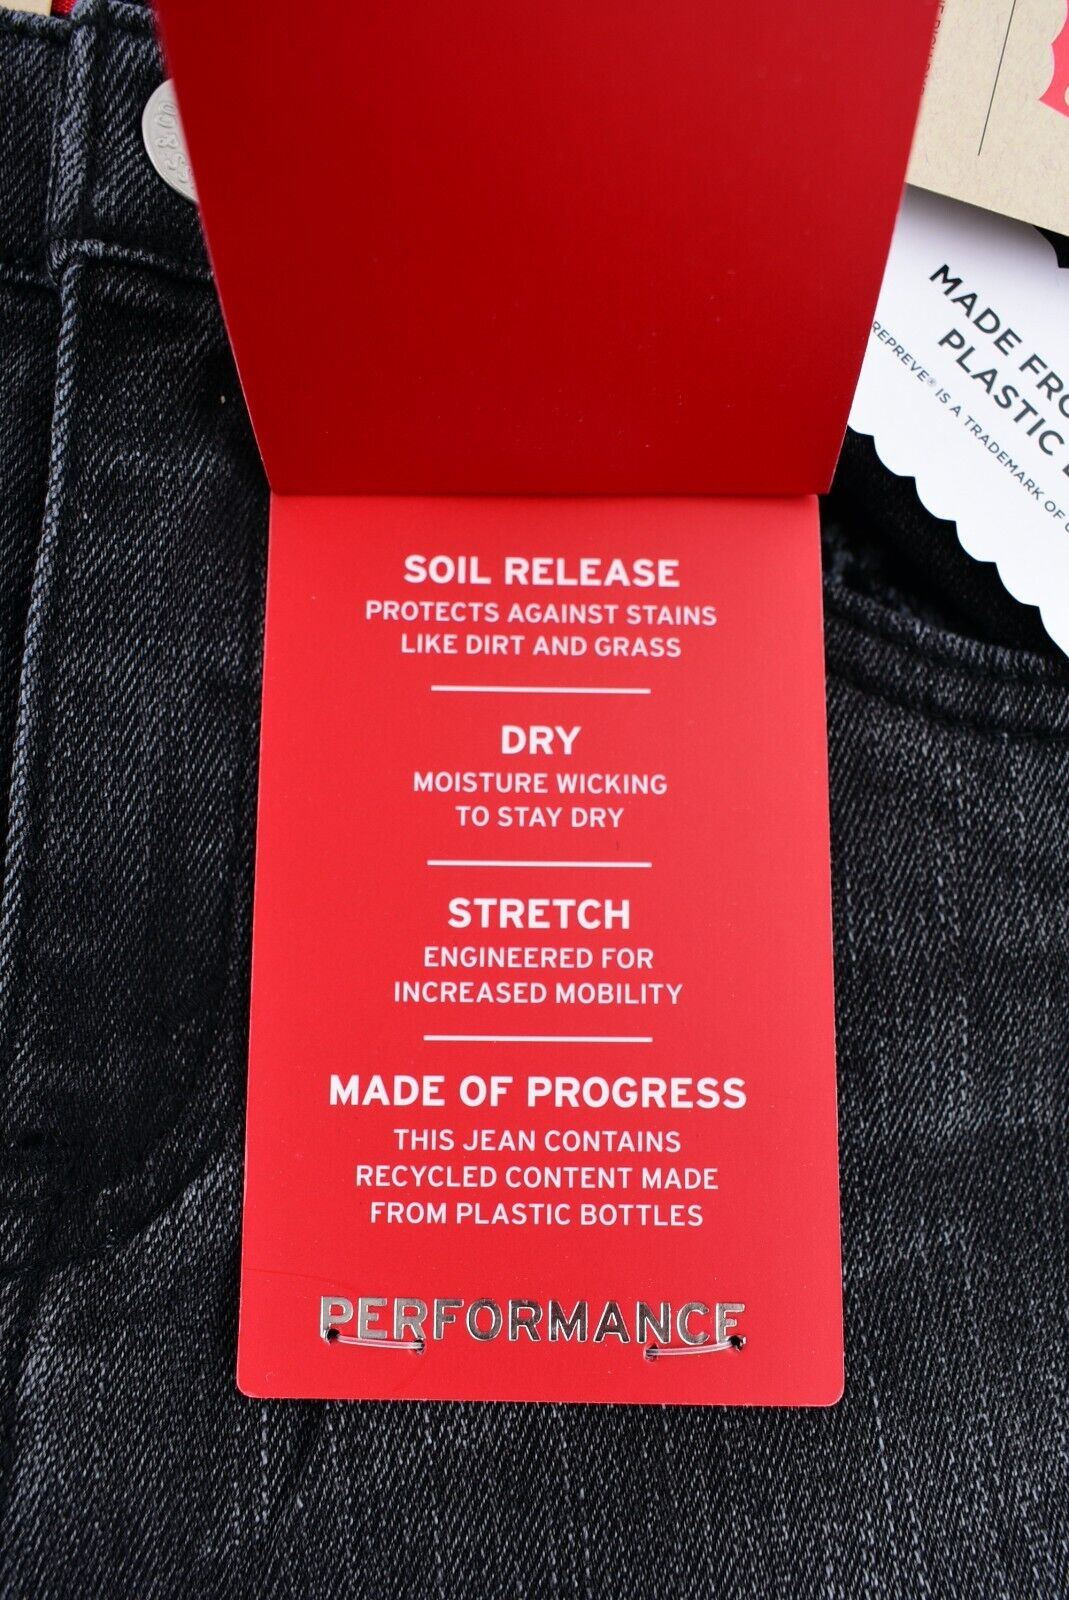 SOIL RELEASE
PROTECTS AGAINST STAINS
LIKE DIRT AND GRASS
DRY
MOISTURE WICKING
TO STAY DRY
STRETCH
ENGINEERED FOR
INCREASED MOBILITY
MADE OF PROGRESS
THIS JEAN CONTAINS
RECYCLED CONTENT MADE
FROM PLASTIC BOTTLES
PERFORMANCE
MADE
PLASTIC
REPREVE® IS A TRADEMARK OF